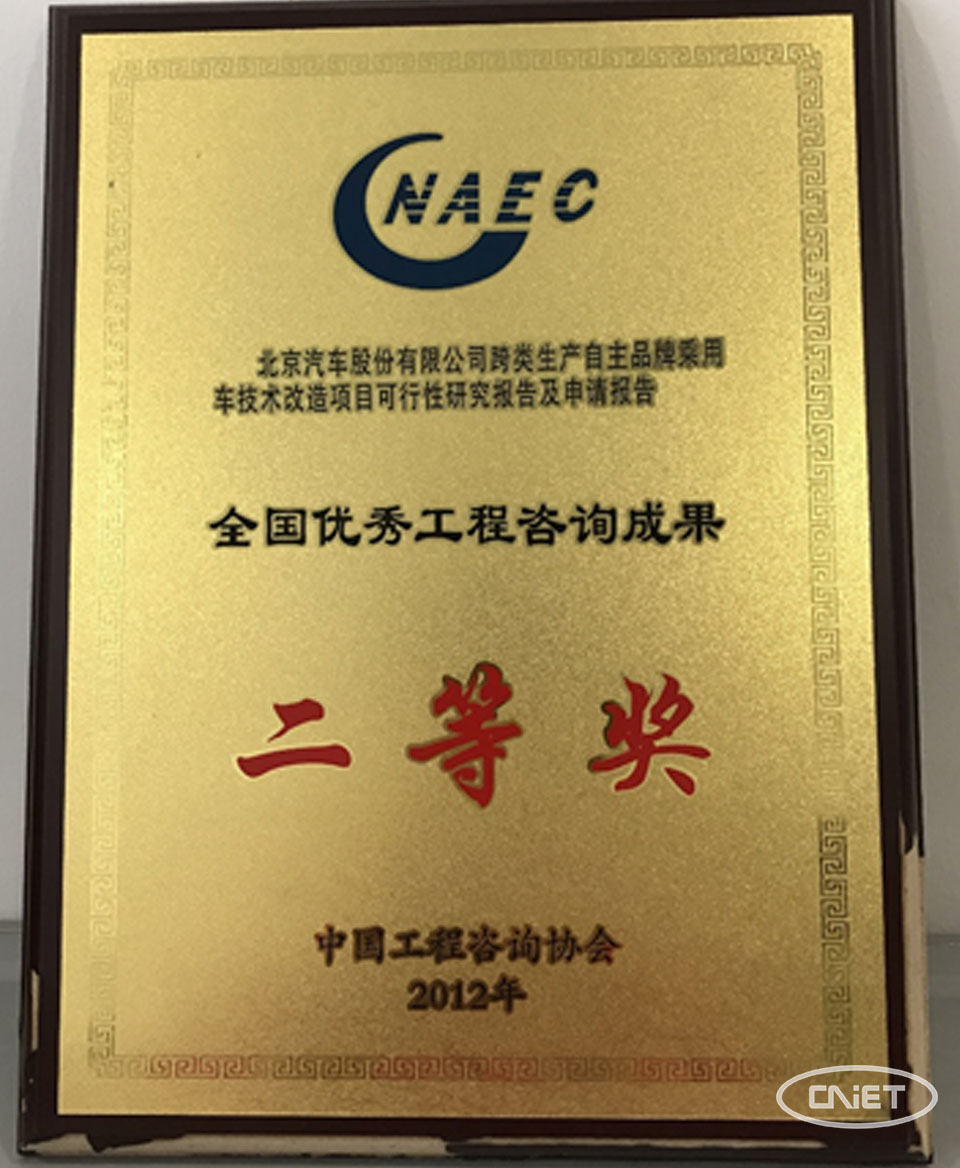 CNAEC
北京汽车股份有限公司跨类生产自主品牌乘用
车技术改造项目可行性研究报告及申请报告
全国优秀工程咨询成果
二等奖
中国工程咨询协会
2012年
CNIET